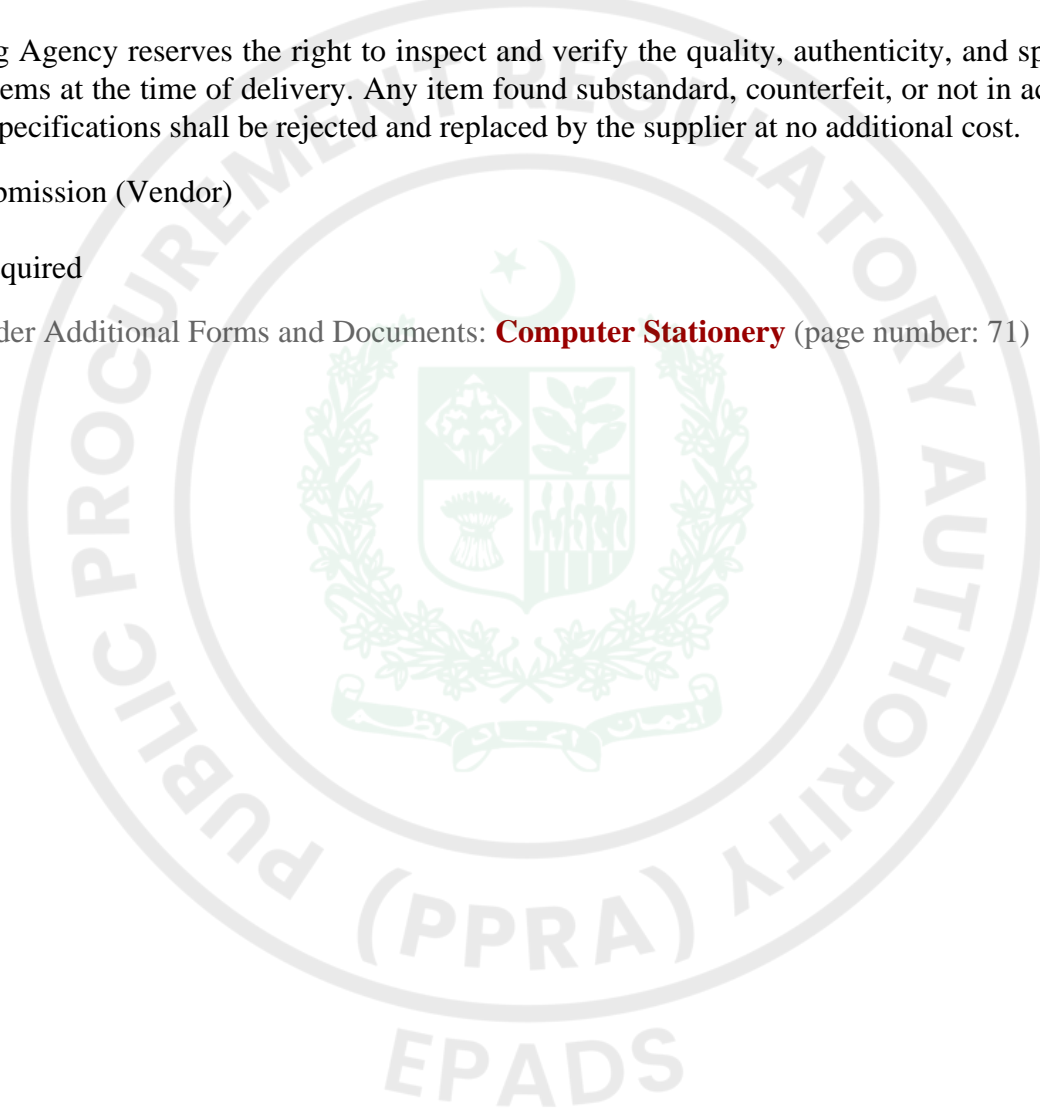 g Agency reserves the right to inspect and verify the quality, authenticity, and sp
ems at the time of delivery. Any item found substandard, counterfeit, or not in ac
pecifications shall be rejected and replaced by the supplier at no additional cost.
bmission (Vendor)
quired
der Additional Forms and Documents: Computer Stationery (page number: 71)
PUBLIC PROCUREMENT REGULATORY AUTHORITY
(PPRA)
EPADS